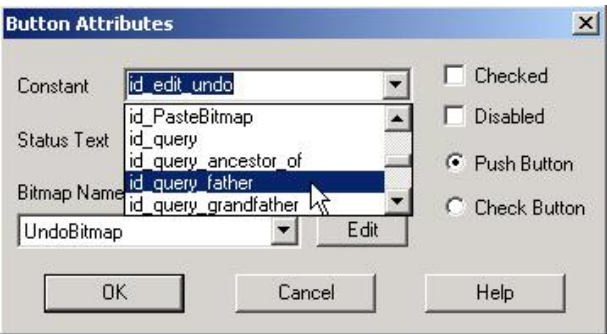 Button Attributes
Constant
id_edit_undo
Checked
id_PasteBitmap
Disabled
id_query
Status Text
id_query_ancestor_of
Push Button
id_query_father
Bitmap Name
id_query_grandfather
Check Button
UndoBitmap
Edit
OK
Cancel
Help